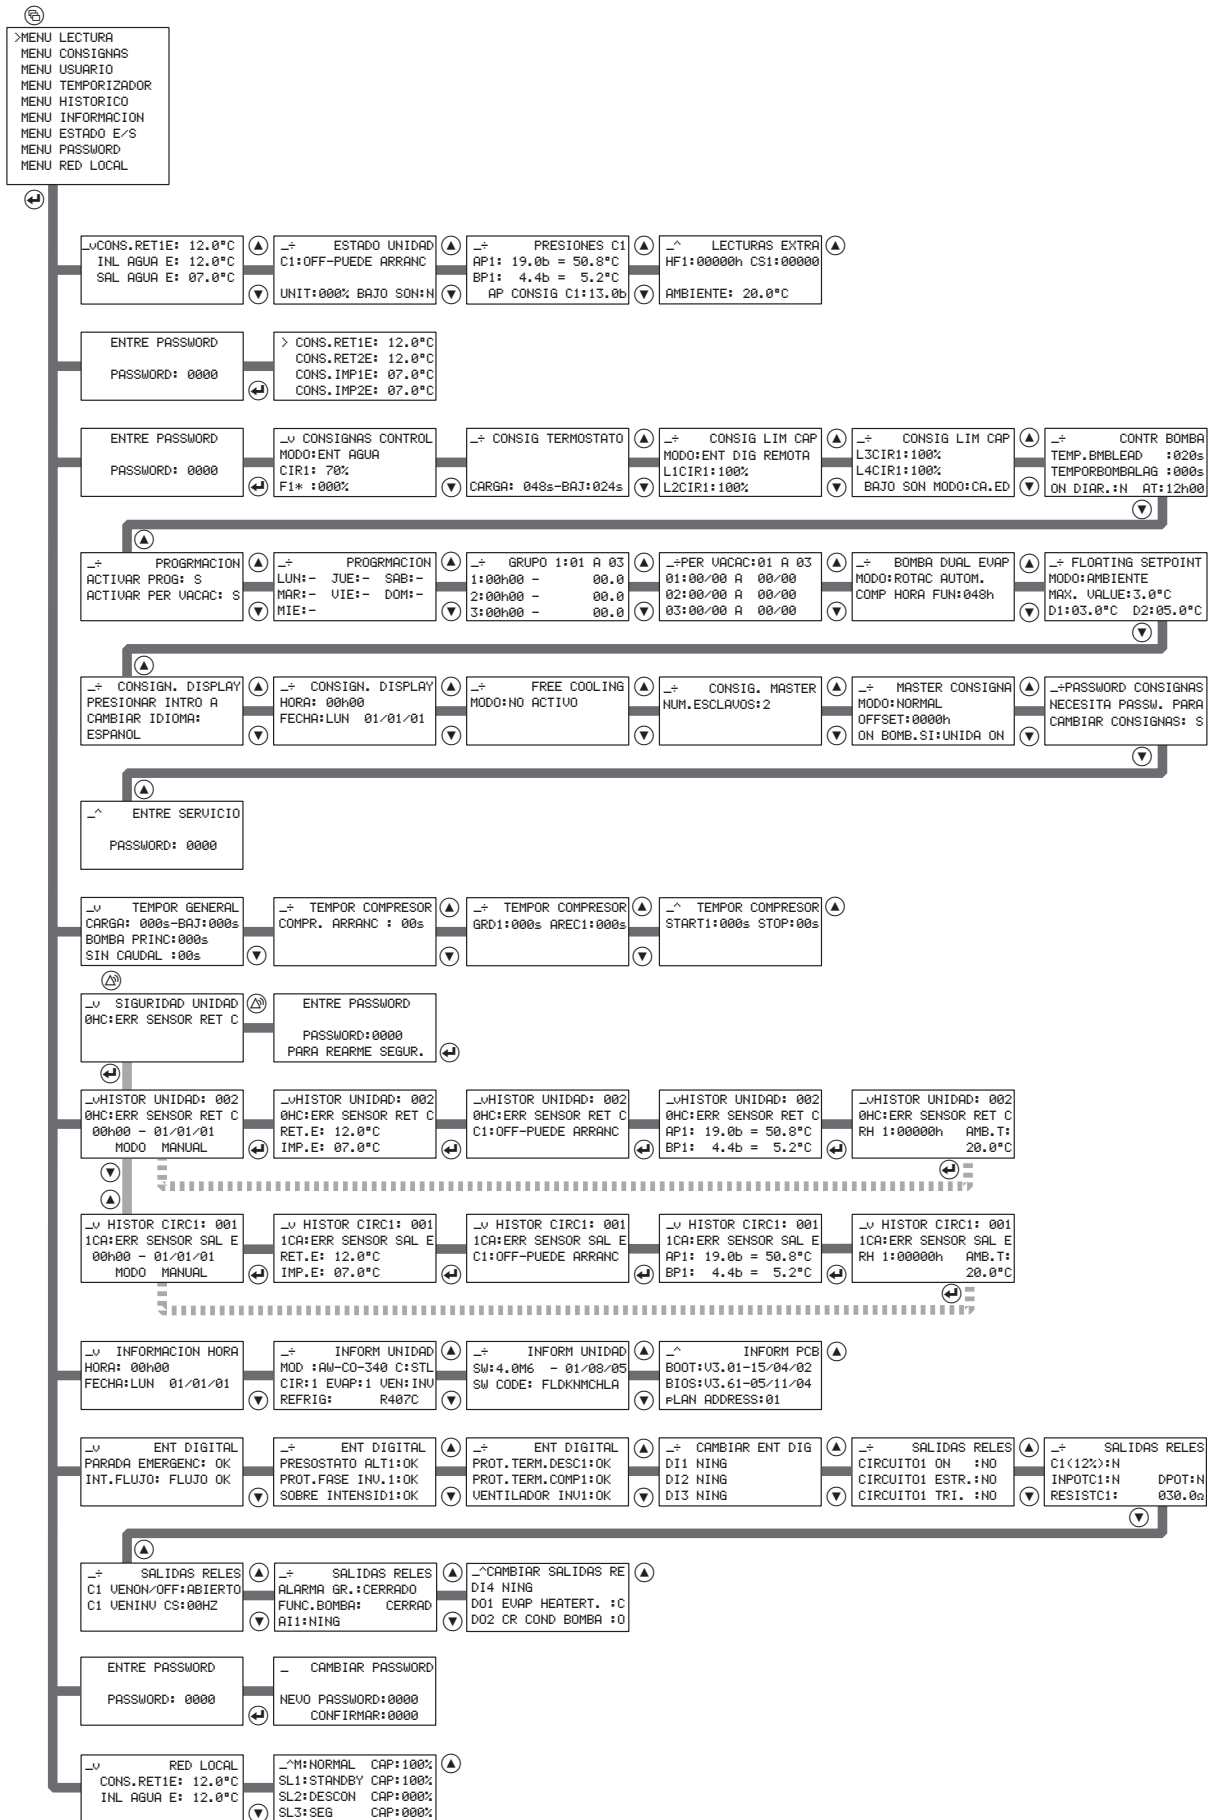 >MENU LECTURA
MENU CONSIGNAS
MENU USUARIO
MENU TEMPORIZADOR
MENU HISTORICO
MENU INFORMACION
MENU ESTADO E/S
MENU PASSWORD
MENU RED LOCAL
_vCONS.RET1E: 12.0°C
INL AGUA E: 12.0°C
SAL AGUA E: 07.0°C
_÷ ESTADO UNIDAD
C1:OFF-PUEDE ARRANC
UNIT:000% BAJO SON:N
_÷ PRESIONES C1
AP1: 19.0b = 50.8°C
BP1: 4.4b = 5.2°C
AP CONSIG C1:13.0b
_^ LECTURAS EXTRA
HF1:00000h CS1:00000
AMBIENTE: 20.0°C
ENTRE PASSWORD
PASSWORD: 0000
> CONS.RET1E: 12.0°C
CONS.RET2E: 12.0°C
CONS.IMP1E: 07.0°C
CONS.IMP2E: 07.0°C
ENTRE PASSWORD
PASSWORD: 0000
_v CONSIGNAS CONTROL
MODO:ENT AGUA
CIR1: 70%
F1* :000%
_÷ CONSIG TERMOSTATO
CARGA: 048s-BAJ:024s
_÷ CONSIG LIM CAP
MODO:ENT DIG REMOTA
L1CIR1:100%
L2CIR1:100%
_÷ CONSIG LIM CAP
L3CIR1:100%
L4CIR1:100%
BAJO SON MODO:CA.ED
_÷ CONTR BOMBA
TEMP.BMBLEAD :020s
TEMPORBOMBALAG :000s
ON DIAR.:N AT:12h00
_÷ PROGRMACION
ACTIVAR PROG: S
ACTIVAR PER VACAC: S
_÷ PROGRMACION
LUN:- JUE:- SAB:-
MAR:- VIE:- DOM:-
MIE:-
_÷ GRUPO 1:01 A 03
1:00h00 - 00.0
2:00h00 - 00.0
3:00h00 - 00.0
_÷PER VACAC:01 A 03
01:00/00 A 00/00
02:00/00 A 00/00
03:00/00 A 00/00
_÷ BOMBA DUAL EVAP
MODO:ROTAC AUTOM.
COMP HORA FUN:048h
_÷ FLOATING SETPOINT
MODO:AMBIENTE
MAX. VALUE:3.0°C
D1:03.0°C D2:05.0°C
_÷ CONSIGN. DISPLAY
PRESIONAR INTRO A
CAMBIAR IDIOMA:
ESPANOL
_÷ CONSIGN. DISPLAY
HORA: 00h00
FECHA:LUN 01/01/01
_÷ FREE COOLING
MODO:NO ACTIVO
_÷ CONSIG. MASTER
NUM.ESCLAVOS:2
_÷ MASTER CONSIGNA
MODO:NORMAL
OFFSET:0000h
ON BOMB.SI:UNIDA ON
_÷PASSWORD CONSIGNAS
NECESITA PASSW. PARA
CAMBIAR CONSIGNAS: S
_^ ENTRE SERVICIO
PASSWORD: 0000
_v TEMPOR GENERAL
CARGA: 000s-BAJ:000s
BOMBA PRINC:000s
SIN CAUDAL :00s
_÷ TEMPOR COMPRESOR
COMPR. ARRANC : 00s
_÷ TEMPOR COMPRESOR
GRD1:000s AREC1:000s
_^ TEMPOR COMPRESOR
START1:000s STOP:00s
_v SIGURIDAD UNIDAD
0HC:ERR SENSOR RET C
ENTRE PASSWORD
PASSWORD:0000
PARA REARME SEGUR.
_vHISTOR UNIDAD: 002
0HC:ERR SENSOR RET C
00h00 - 01/01/01
MODO MANUAL
_vHISTOR UNIDAD: 002
0HC:ERR SENSOR RET C
RET.E: 12.0°C
IMP.E: 07.0°C
_vHISTOR UNIDAD: 002
0HC:ERR SENSOR RET C
C1:OFF-PUEDE ARRANC
_vHISTOR UNIDAD: 002
0HC:ERR SENSOR RET C
AP1: 19.0b = 50.8°C
BP1: 4.4b = 5.2°C
_vHISTOR UNIDAD: 002
0HC:ERR SENSOR RET C
RH 1:00000h AMB.T:
20.0°C
_v HISTOR CIRC1: 001
1CA:ERR SENSOR SAL E
00h00 - 01/01/01
MODO MANUAL
_v HISTOR CIRC1: 001
1CA:ERR SENSOR SAL E
RET.E: 12.0°C
IMP.E: 07.0°C
_v HISTOR CIRC1: 001
1CA:ERR SENSOR SAL E
C1:OFF-PUEDE ARRANC
_v HISTOR CIRC1: 001
1CA:ERR SENSOR SAL E
AP1: 19.0b = 50.8°C
BP1: 4.4b = 5.2°C
_v HISTOR CIRC1: 001
1CA:ERR SENSOR SAL E
RH 1:00000h AMB.T:
20.0°C
_v INFORMACION HORA
HORA: 00h00
FECHA:LUN 01/01/01
_÷ INFORM UNIDAD
MOD :AW-CO-340 C:STL
CIR:1 EVAP:1 VEN:INV
REFRIG: R407C
_÷ INFORM UNIDAD
SW:4.0M6 - 01/08/05
SW CODE: FLDKNMCHLA
_^ INFORM PCB
BOOT:V3.01-15/04/02
BIOS:V3.61-05/11/04
pLAN ADDRESS:01
_v ENT DIGITAL
PARADA EMERGENC: OK
INT.FLUJO: FLUJO OK
_÷ ENT DIGITAL
PRESOSTATO ALT1:OK
PROT.FASE INV.1:OK
SOBRE INTENSID1:OK
_÷ ENT DIGITAL
PROT.TERM.DESC1:OK
PROT.TERM.COMP1:OK
VENTILADOR INV1:OK
_÷ CAMBIAR ENT DIG
DI1 NING
DI2 NING
DI3 NING
_÷ SALIDAS RELES
CIRCUITO1 ON :NO
CIRCUITO1 ESTR.:NO
CIRCUITO1 TRI. :NO
_÷ SALIDAS RELES
C1(12%):N
INPOTC1:N DPOT:N
RESISTC1: 030.0Ω
_÷ SALIDAS RELES
C1 VENON/OFF:ABIERTO
C1 VENINV CS:00HZ
_÷ SALIDAS RELES
ALARMA GR.:CERRADO
FUNC.BOMBA: CERRAD
AI1:NING
_^CAMBIAR SALIDAS RE
DI4 NING
DO1 EVAP HEATERT. :C
DO2 CR COND BOMBA :O
ENTRE PASSWORD
PASSWORD: 0000
_ CAMBIAR PASSWORD
NEVO PASSWORD:0000
CONFIRMAR:0000
_v RED LOCAL
CONS.RET1E: 12.0°C
INL AGUA E: 12.0°C
_^M:NORMAL CAP:100%
SL1:STANDBY CAP:100%
SL2:DESCON CAP:000%
SL3:SEG CAP:000%